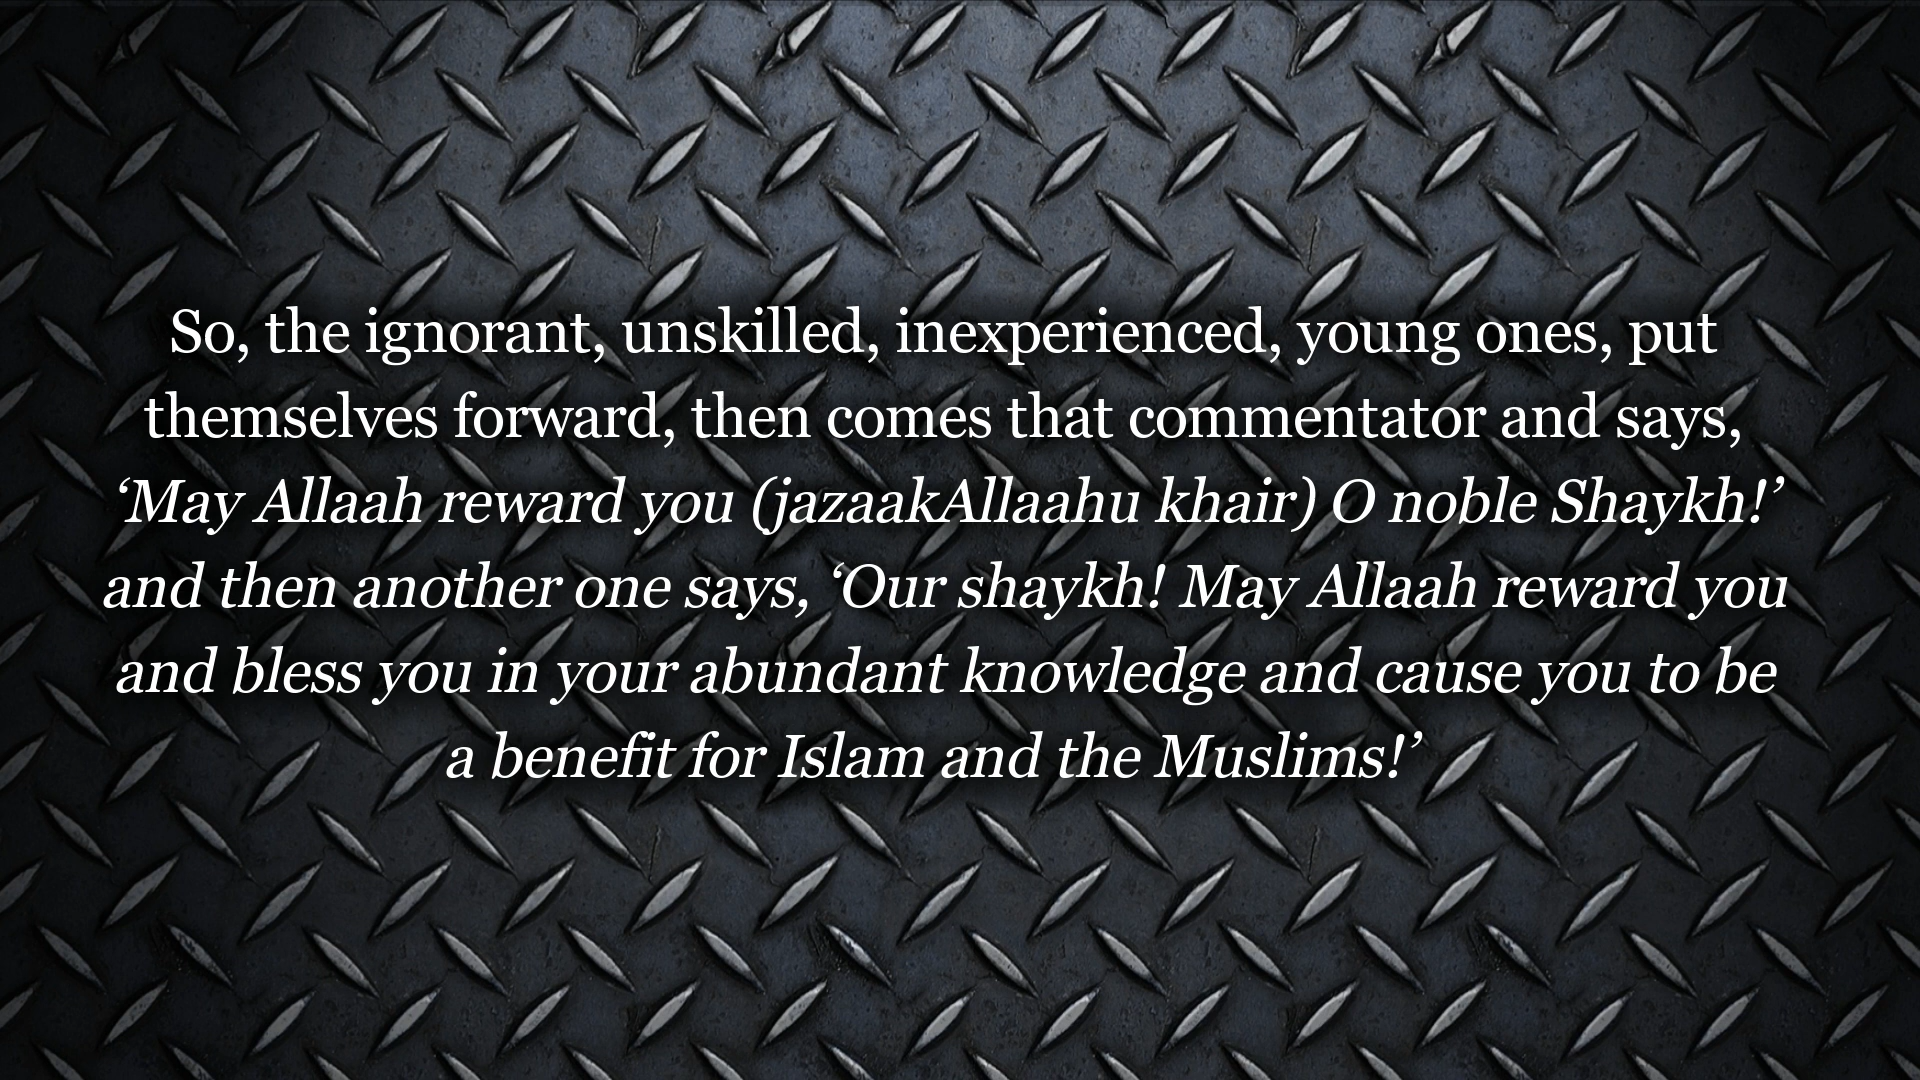 So, the ignorant, unskilled, inexperienced, young ones, put
themselves forward, then comes that commentator and says,
‘May Allaah reward you (jazaakAllaahu khair) O noble Shaykh!’
and then another one says, ‘Our shaykh! May Allaah reward you
and bless you in your abundant knowledge and cause you to be
a benefit for Islam and the Muslims!’